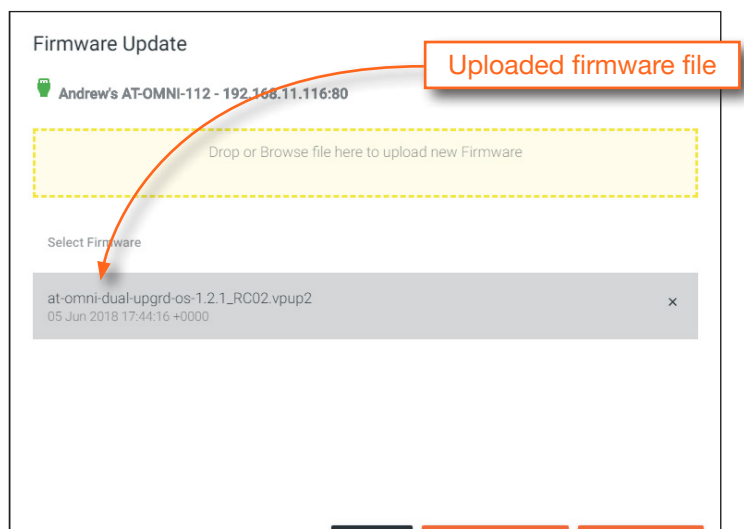 Firmware Update
Uploaded firmware file
Andrew's AT-OMNI-112 - 192.168.11.116:80
Drop or Browse file here to upload new Firmware
Select Firmware
at-omni-dual-upgrd-os-1.2.1_RC02.vpup2
×
05 Jun 2018 17:44:16 +0000